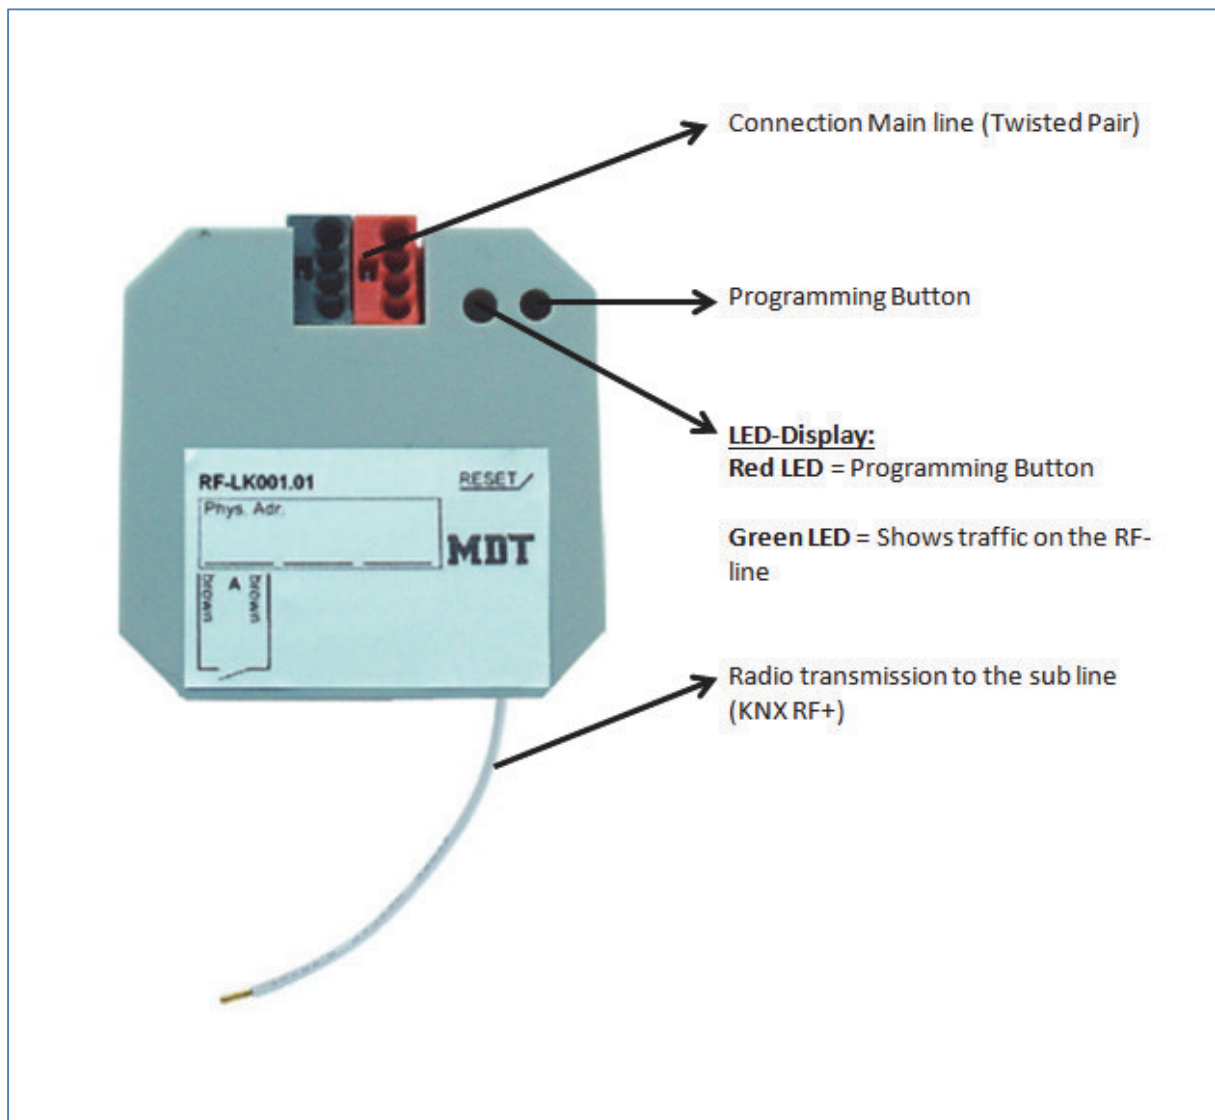 Connection Main line (Twisted Pair)
Programming Button
LED-Display:
Red LED = Programming Button
Green LED = Shows traffic on the RF-
line
RF-LK001.01
RESET
Phys. Adr.
MDT
brown
A
brown
Radio transmission to the sub line
(KNX RF+)